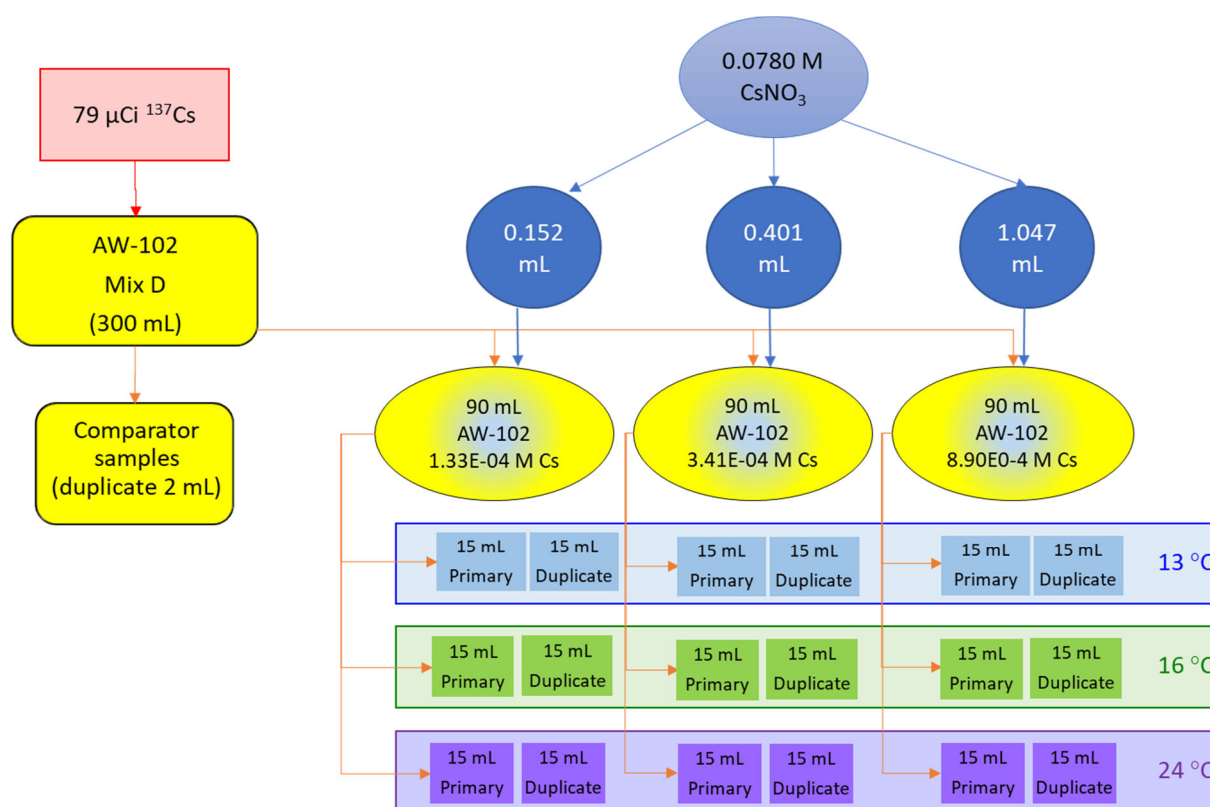 79 µCi ¹³⁷Cs
0.0780 M
CsNO₃
AW-102
Mix D
(300 mL)
0.152
mL
0.401
mL
1.047
mL
Comparator
samples
(duplicate 2 mL)
90 mL
AW-102
1.33E-04 M Cs
90 mL
AW-102
3.41E-04 M Cs
90 mL
AW-102
8.90E0-4 M Cs
15 mL
Primary
15 mL
Duplicate
15 mL
Primary
15 mL
Duplicate
15 mL
Primary
15 mL
Duplicate
13 °C
15 mL
Primary
15 mL
Duplicate
15 mL
Primary
15 mL
Duplicate
15 mL
Primary
15 mL
Duplicate
16 °C
15 mL
Primary
15 mL
Duplicate
15 mL
Primary
15 mL
Duplicate
15 mL
Primary
15 mL
Duplicate
24 °C